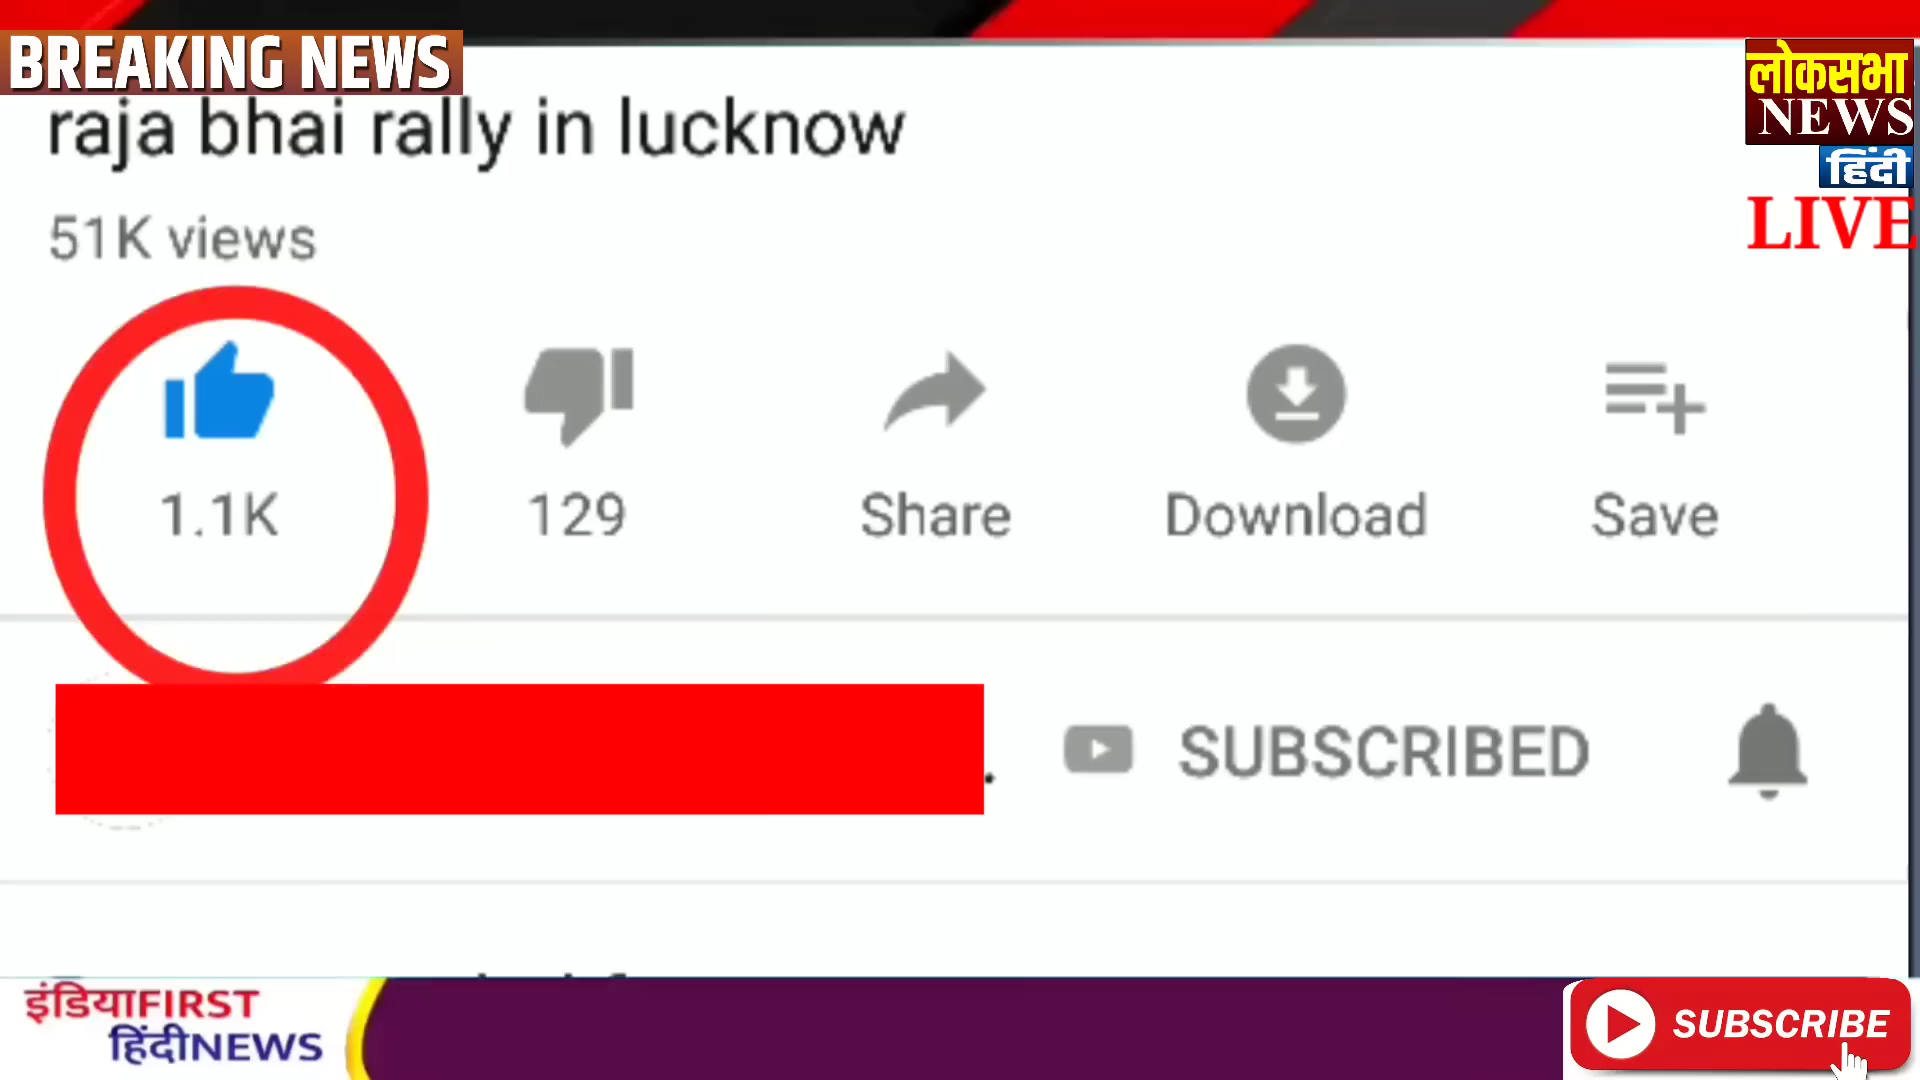 BREAKING NEWS
लोकसभा
NEWS
हिंदी
LIVE
raja bhai rally in lucknow
51K views
1.1K
129
Share
Download
Save
SUBSCRIBED
इंडियाFIRST
हिंदीNEWS
SUBSCRIBE